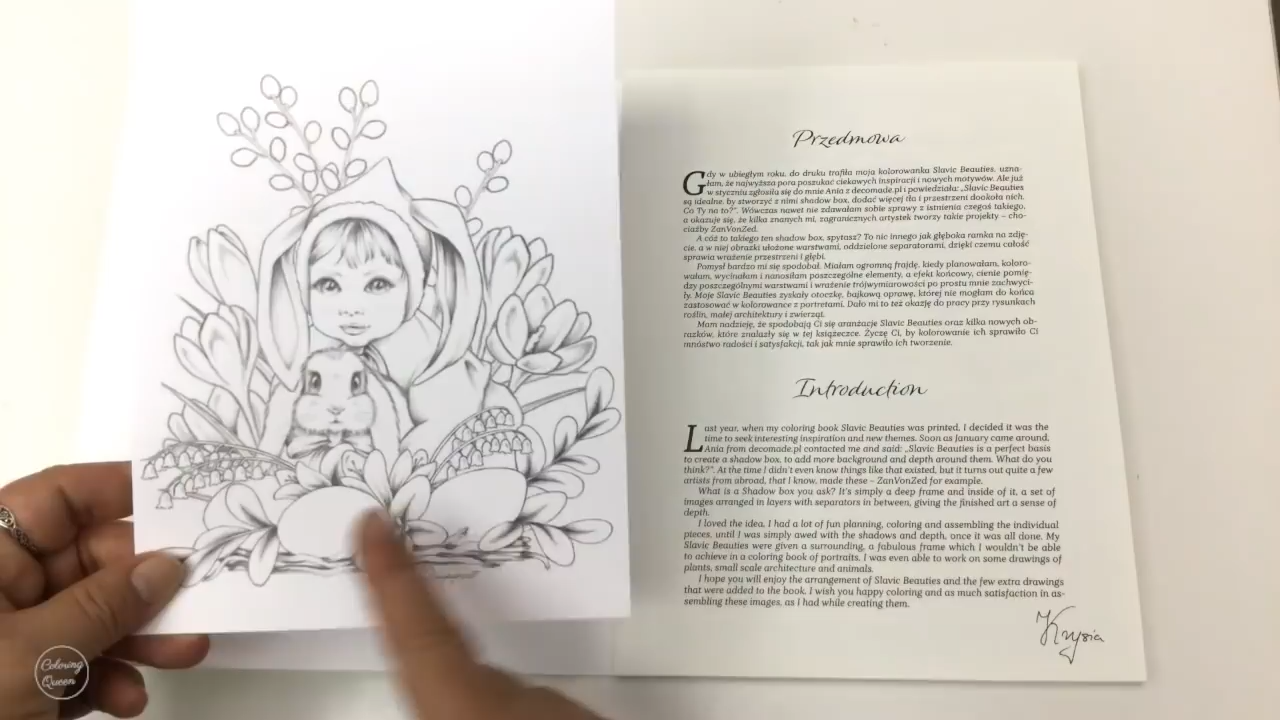 Przedmowa
Gdy w ubiegłym roku, do druku trafiła moja kolorowanka Slavic Beauties, uzna-
łam, że najwyższa pora poszukać ciekawych inspiracji i nowych motywów. Ale już
w styczniu zgłosiła się do mnie Ania z decomade.pl i powiedziała: „Slavic Beauties
są idealne, by stworzyć z nimi shadow box, dodać więcej tła i przestrzeni dookoła nich.
Co Ty na to?”. Wówczas nawet nie zdawałam sobie sprawy z istnienia czegoś takiego,
a okazuje się, że kilka znanych mi, zagranicznych artystek tworzy takie projekty – cho-
ciażby ZanVonZed.
A cóż to takiego ten shadow box, spytasz? To nic innego jak głęboka ramka na zdję-
cie, a w niej obrazki ułożone warstwami, oddzielone separatorami, dzięki czemu całość
sprawia wrażenie przestrzeni i głębi.
Pomysł bardzo mi się spodobał. Miałam ogromną frajdę, kiedy planowałam, koloro-
wałam, wycinałam i nanosiłam poszczególne elementy, a efekt końcowy, cienie pomię-
dzy poszczególnymi warstwami i wrażenie trójwymiarowości po prostu mnie zachwyci-
ły. Moje Slavic Beauties zyskały otoczkę, bajkową oprawę, której nie mogłam do końca
zastosować w kolorowance z portretami. Dało mi to też okazję do pracy przy rysunkach
roślin, małej architektury i zwierząt.
Mam nadzieję, że spodobają Ci się aranżacje Slavic Beauties oraz kilka nowych ob-
razków, które znalazły się w tej książeczce. Życzę Ci, by kolorowanie ich sprawiło Ci
mnóstwo radości i satysfakcji, tak jak mnie sprawiło ich tworzenie.
Introduction
Last year, when my coloring book Slavic Beauties was printed, I decided it was the
time to seek interesting inspiration and new themes. Soon as January came around,
Ania from decomade.pl contacted me and said: „Slavic Beauties is a perfect basis
to create a shadow box, to add more background and depth around them. What do you
think?”. At the time I didn't even know things like that existed, but it turns out quite a few
artists from abroad, that I know, made these – ZanVonZed for example.
What is a Shadow box you ask? It's simply a deep frame and inside of it, a set of
images arranged in layers with separators in between, giving the finished art a sense of
depth.
I loved the idea. I had a lot of fun planning, coloring and assembling the individual
pieces, until I was simply awed with the shadows and depth, once it was all done. My
Slavic Beauties were given a surrounding, a fabulous frame which I wouldn't be able
to achieve in a coloring book of portraits. I was even able to work on some drawings of
plants, small scale architecture and animals.
I hope you will enjoy the arrangement of Slavic Beauties and the few extra drawings
that were added to the book. I wish you happy coloring and as much satisfaction in as-
sembling these images, as I had while creating them.
Krysia
Coloring
Queen